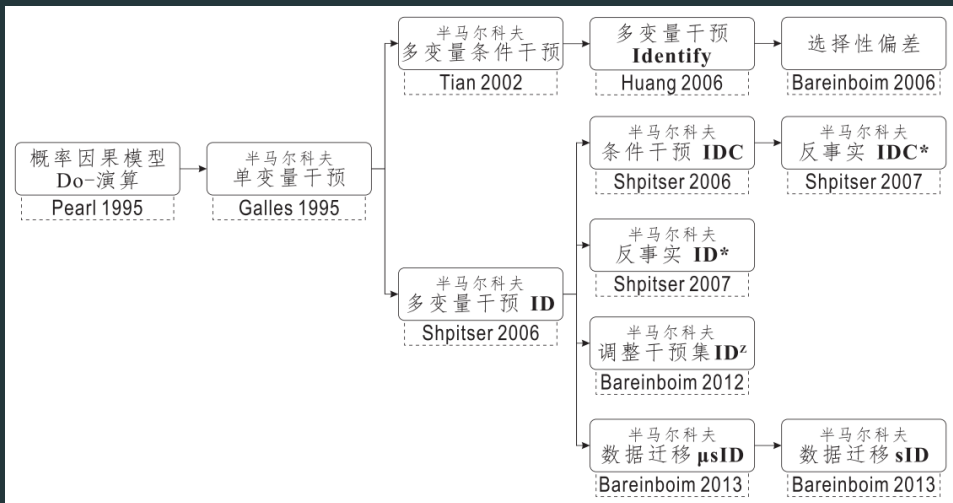 概率因果模型
Do-演算
Pearl 1995
半马尔科夫
单变量干预
Galles 1995
半马尔科夫
多变量条件干预
Tian 2002
多变量干预
Identify
Huang 2006
选择性偏差
Bareinboim 2006
半马尔科夫
多变量干预 ID
Shpitser 2006
半马尔科夫
条件干预 IDC
Shpitser 2006
半马尔科夫
反事实 IDC*
Shpitser 2007
半马尔科夫
反事实 ID*
Shpitser 2007
半马尔科夫
调整干预集IDᶻ
Bareinboim 2012
半马尔科夫
数据迁移 μsID
Bareinboim 2013
半马尔科夫
数据迁移 sID
Bareinboim 2013